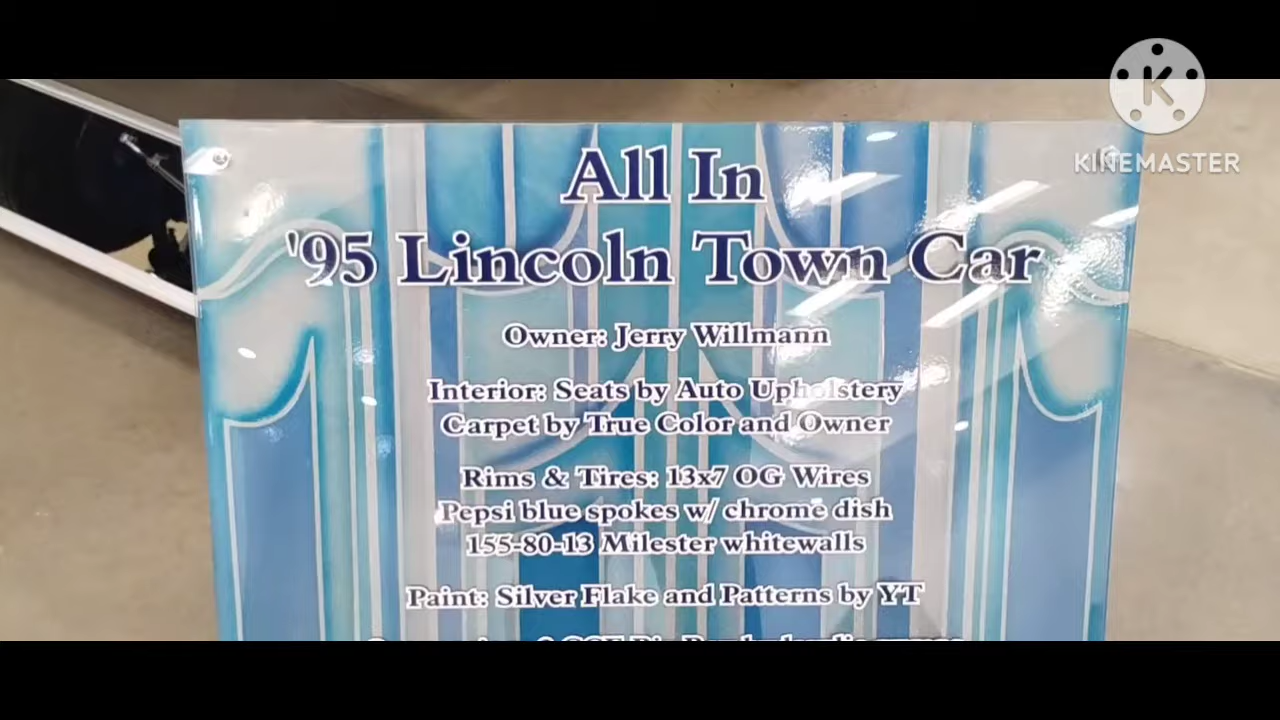 KINEMASTER
All In
'95 Lincoln Town Car
Owner: Jerry Willmann
Interior: Seats by Auto Upholstery
Carpet by True Color and Owner
Rims & Tires: 13x7 OG Wires
Pepsi blue spokes w/ chrome dish
155-80-13 Milester whitewalls
Paint: Silver Flake and Patterns by YT